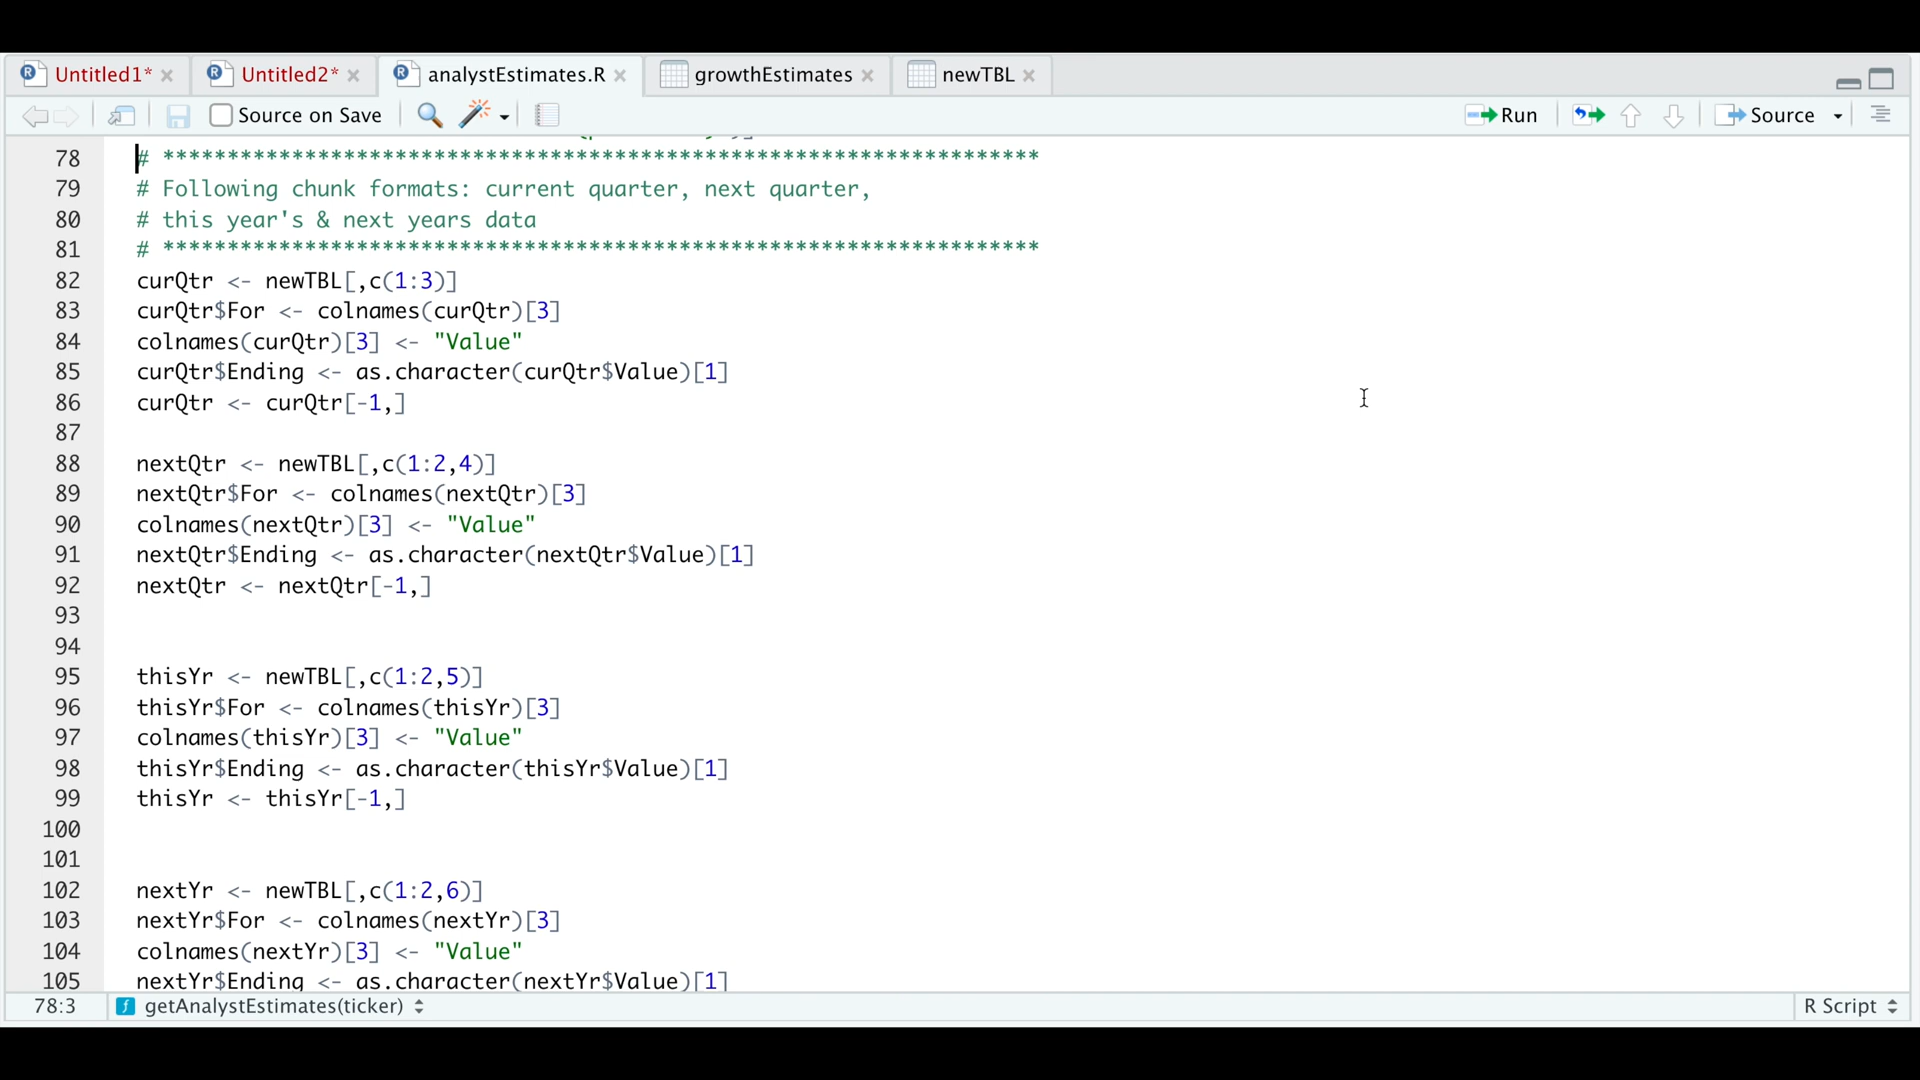 Untitled1* Untitled2* analystEstimates.R growthEstimates newTBL
Source on Save Run Source
78 # ********************************************************************
79 # Following chunk formats: current quarter, next quarter,
80 # this year's & next years data
81 # ********************************************************************
82 curQtr <- newTBL[,c(1:3)]
83 curQtr$For <- colnames(curQtr)[3]
84 colnames(curQtr)[3] <- "Value"
85 curQtr$Ending <- as.character(curQtr$Value)[1]
86 curQtr <- curQtr[-1,]
87
88 nextQtr <- newTBL[,c(1:2,4)]
89 nextQtr$For <- colnames(nextQtr)[3]
90 colnames(nextQtr)[3] <- "Value"
91 nextQtr$Ending <- as.character(nextQtr$Value)[1]
92 nextQtr <- nextQtr[-1,]
93
94
95 thisYr <- newTBL[,c(1:2,5)]
96 thisYr$For <- colnames(thisYr)[3]
97 colnames(thisYr)[3] <- "Value"
98 thisYr$Ending <- as.character(thisYr$Value)[1]
99 thisYr <- thisYr[-1,]
100
101
102 nextYr <- newTBL[,c(1:2,6)]
103 nextYr$For <- colnames(nextYr)[3]
104 colnames(nextYr)[3] <- "Value"
105 nextYr$Ending <- as.character(nextYr$Value)[1]
78:3 getAnalystEstimates(ticker) R Script